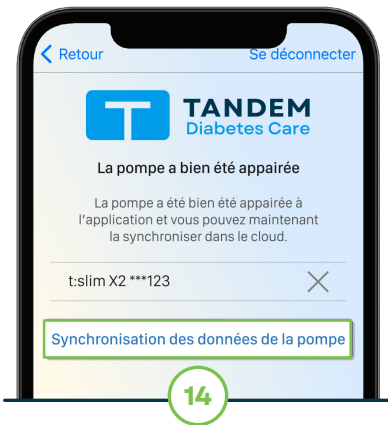 Retour
Se déconnecter
TANDEM
Diabetes Care
La pompe a bien été appairée
La pompe a été bien été appairée à
l'application et vous pouvez maintenant
la synchroniser dans le cloud.
t:slim X2 ***123
Synchronisation des données de la pompe
14